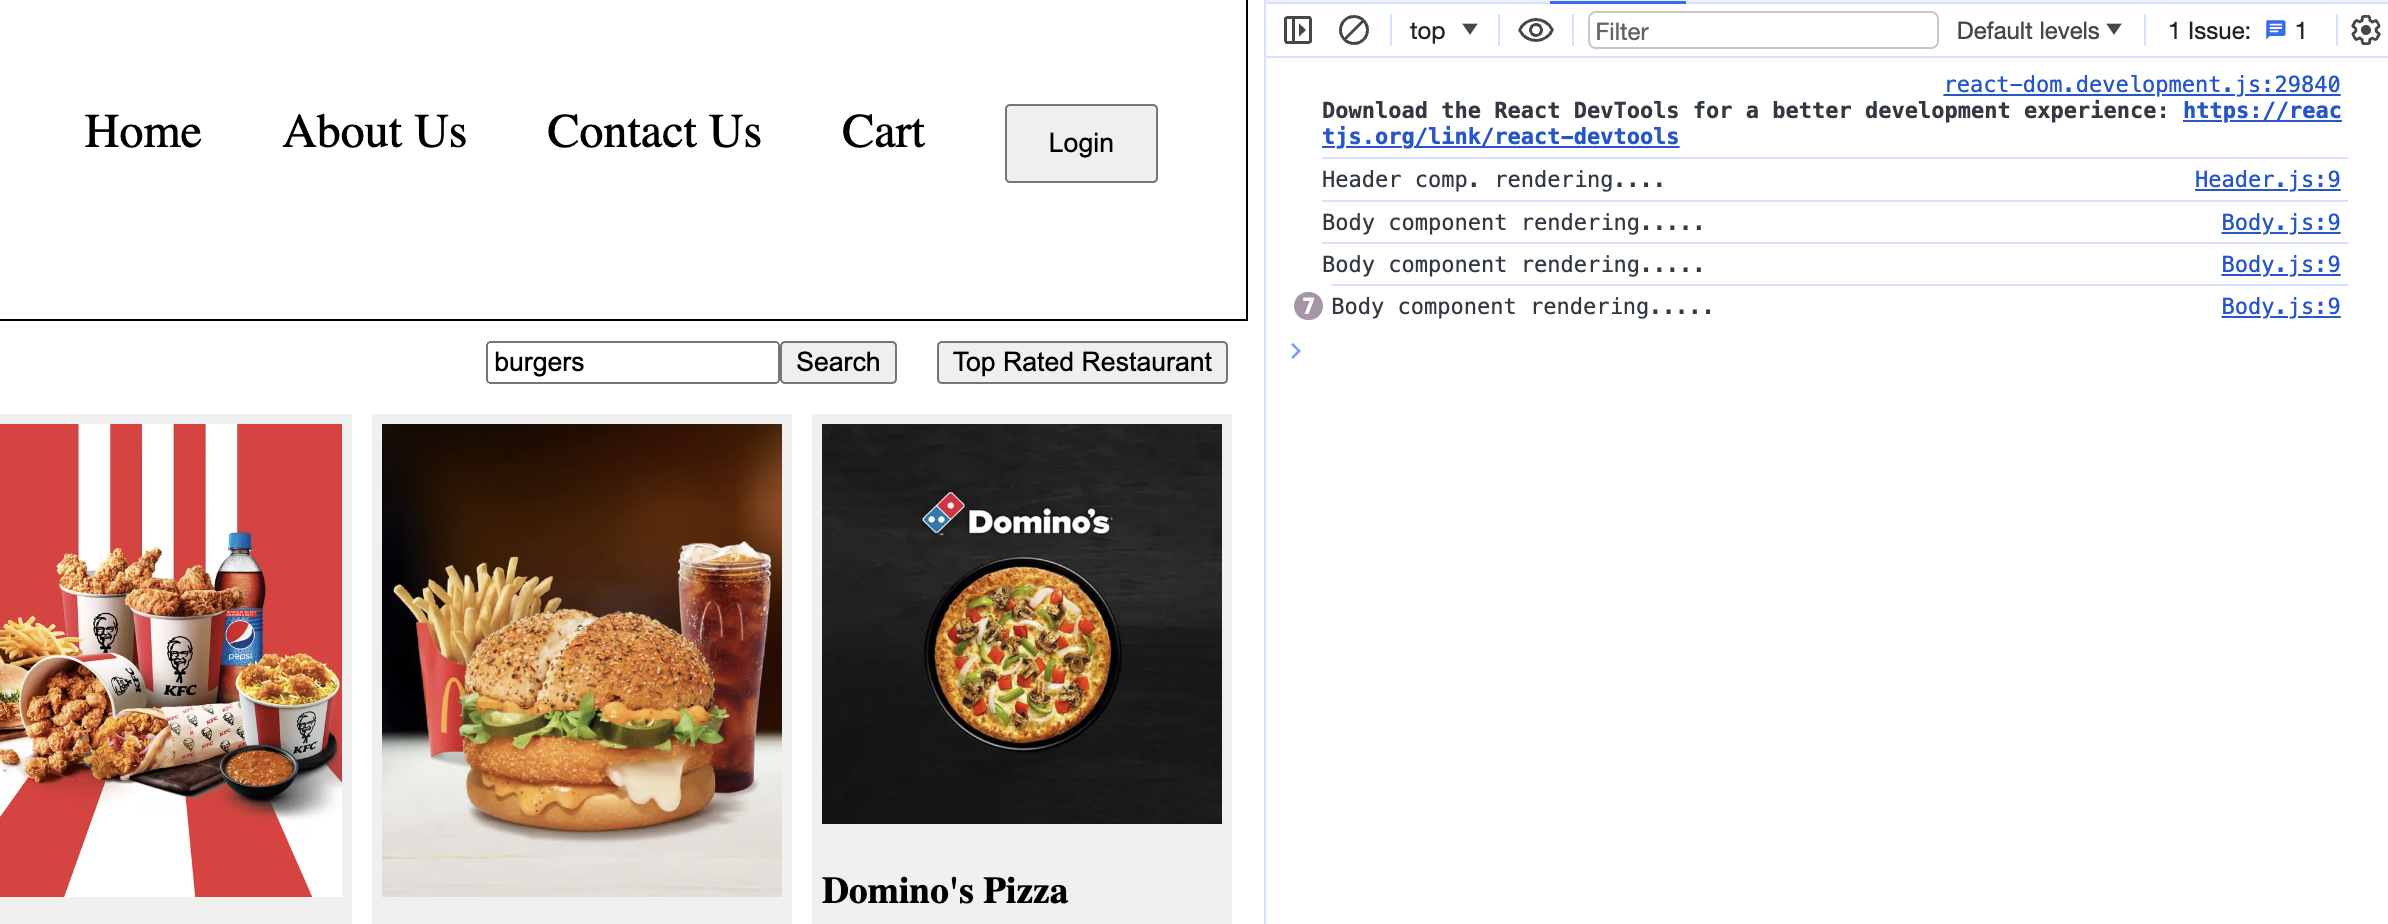 Home About Us Contact Us Cart Login
burgers Search Top Rated Restaurant
KFC
KFC
pepsi
KFC
Domino's
Domino's Pizza
top Filter Default levels 1 Issue: 1
react-dom.development.js:29840
Download the React DevTools for a better development experience: https://reac
tjs.org/link/react-devtools
Header comp. rendering.... Header.js:9
Body component rendering..... Body.js:9
Body component rendering..... Body.js:9
7 Body component rendering..... Body.js:9